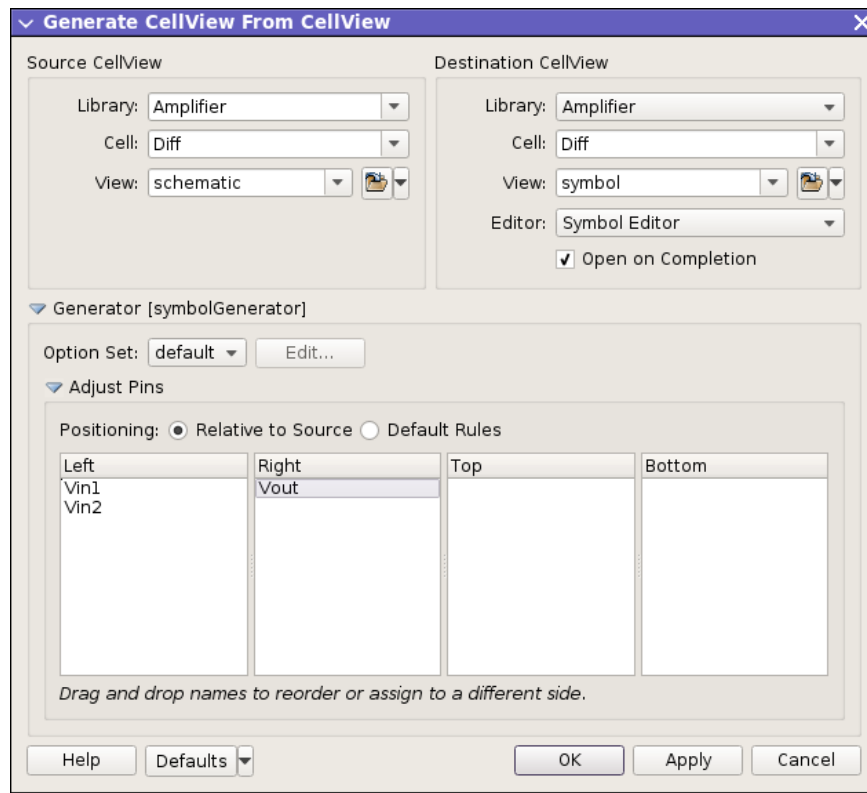 Generate CellView From CellView
Source CellView
Destination CellView
Library: Amplifier
Library: Amplifier
Cell: Diff
Cell: Diff
View: schematic
View: symbol
Editor: Symbol Editor
Open on Completion
Generator [symbolGenerator]
Option Set: default Edit...
Adjust Pins
Positioning: Relative to Source Default Rules
Left Right Top Bottom
Vin1 Vout
Vin2
Drag and drop names to reorder or assign to a different side.
Help Defaults OK Apply Cancel